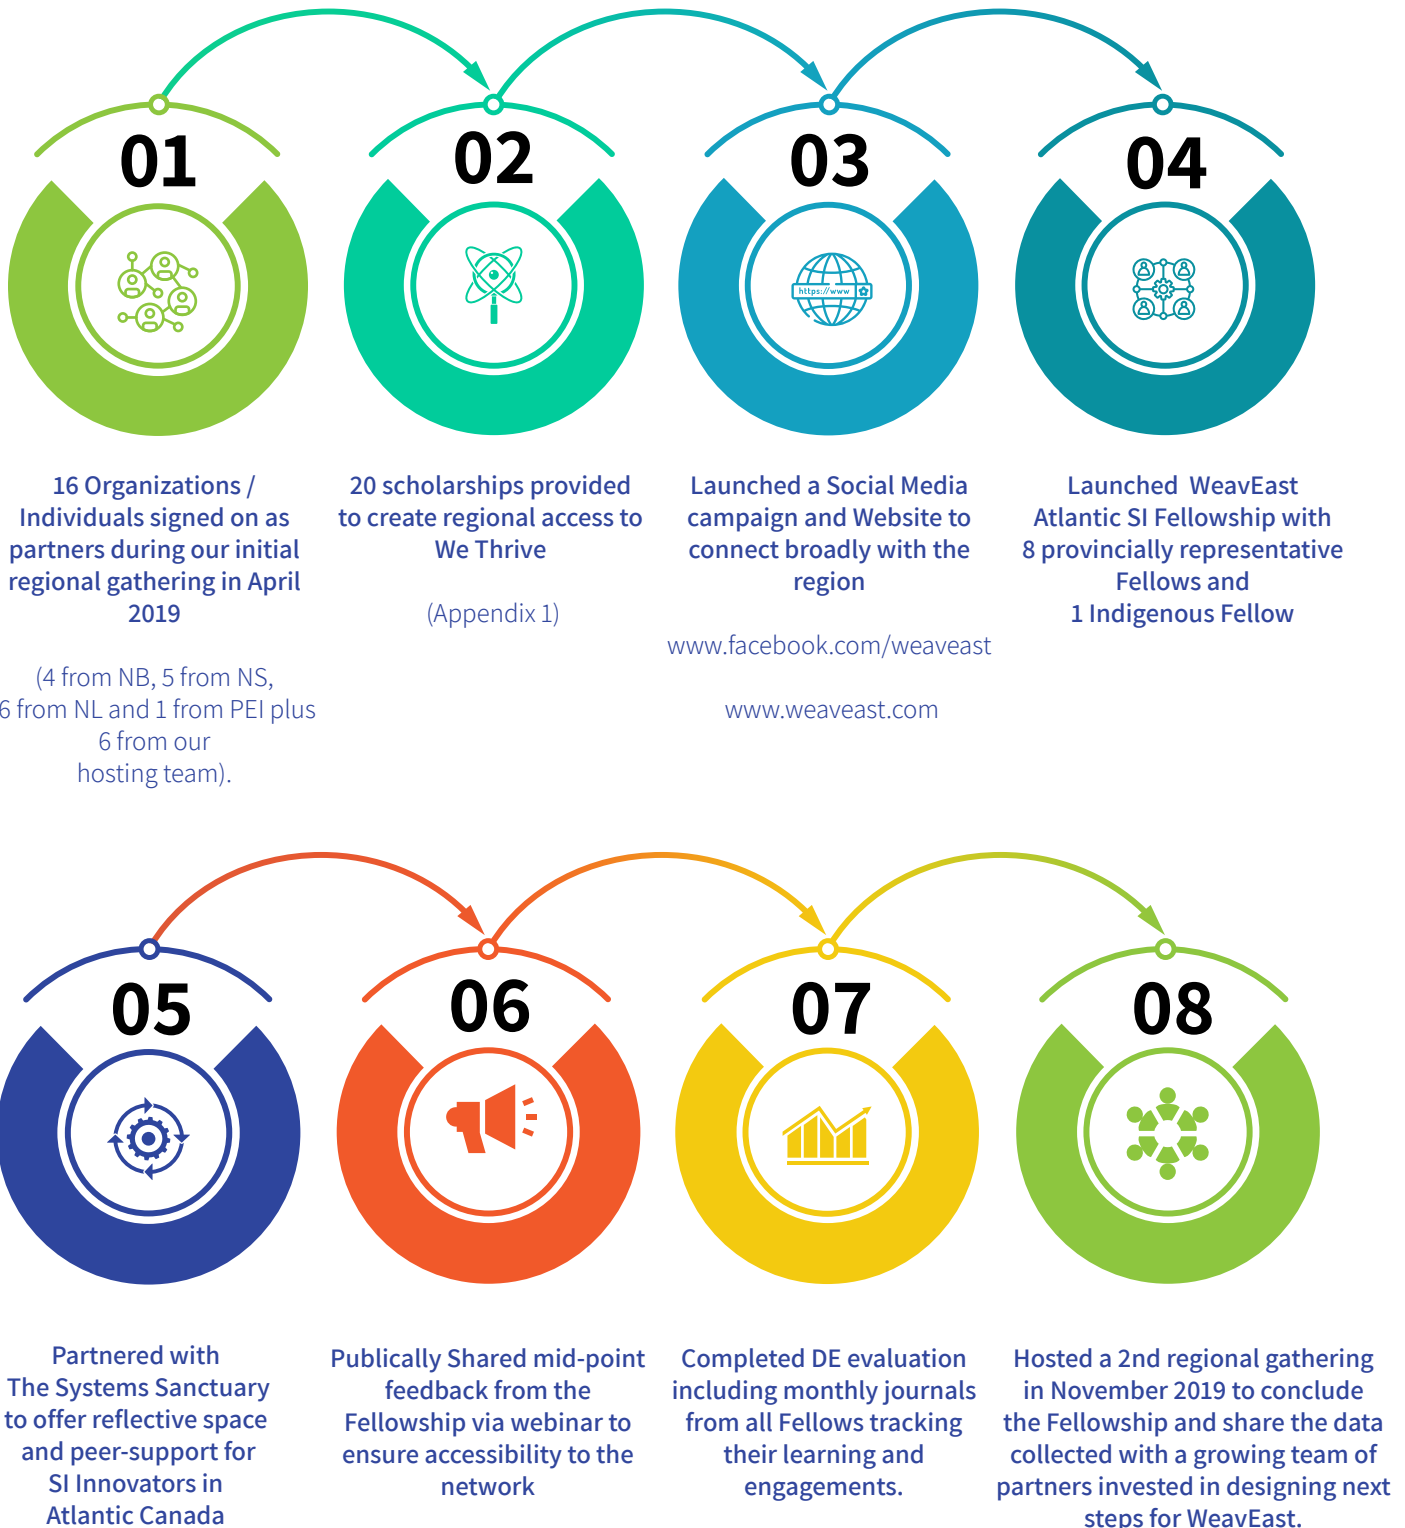 01
02
03
04
https://www
16 Organizations /
Individuals signed on as
partners during our initial
regional gathering in April
2019
(4 from NB, 5 from NS,
6 from NL and 1 from PEI plus
6 from our
hosting team).
20 scholarships provided
to create regional access to
We Thrive
(Appendix 1)
Launched a Social Media
campaign and Website to
connect broadly with the
region
www.facebook.com/weaveast
www.weaveast.com
Launched WeavEast
Atlantic SI Fellowship with
8 provincially representative
Fellows and
1 Indigenous Fellow
05
06
07
08
Partnered with
The Systems Sanctuary
to offer reflective space
and peer-support for
SI Innovators in
Atlantic Canada
Publically Shared mid-point
feedback from the
Fellowship via webinar to
ensure accessibility to the
network
Completed DE evaluation
including monthly journals
from all Fellows tracking
their learning and
engagements.
Hosted a 2nd regional gathering
in November 2019 to conclude
the Fellowship and share the data
collected with a growing team of
partners invested in designing next
steps for WeavEast.